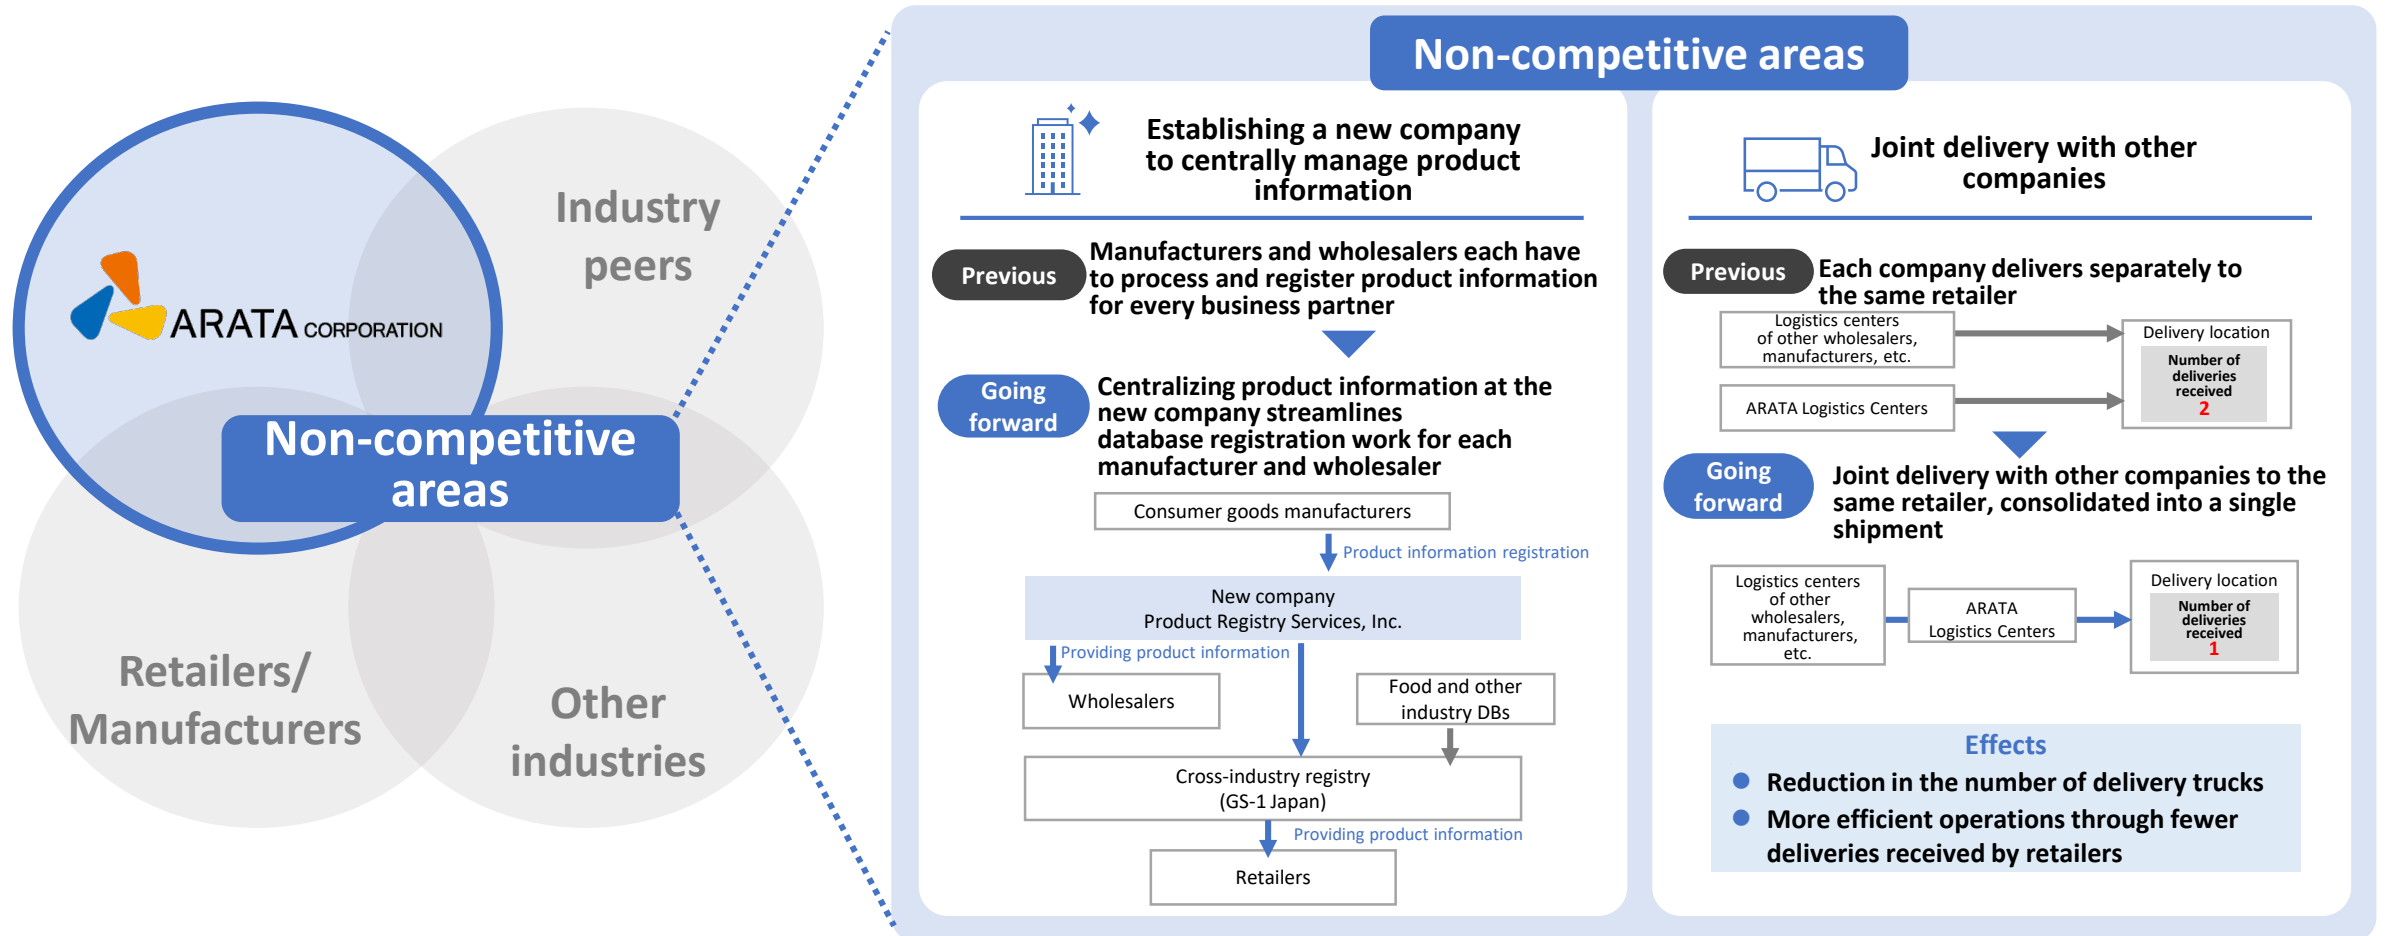 ARATA CORPORATION
Industry
peers
Non-competitive
areas
Retailers/
Manufacturers
Other
industries
Non-competitive areas
Establishing a new company
to centrally manage product
information
Previous
Manufacturers and wholesalers each have
to process and register product information
for every business partner
Going
forward
Centralizing product information at the
new company streamlines
database registration work for each
manufacturer and wholesaler
Consumer goods manufacturers
Product information registration
New company
Product Registry Services, Inc.
Providing product information
Wholesalers
Food and other
industry DBs
Cross-industry registry
(GS-1 Japan)
Providing product information
Retailers
Joint delivery with other
companies
Previous
Each company delivers separately to
the same retailer
Logistics centers
of other wholesalers,
manufacturers, etc.
ARATA Logistics Centers
Delivery location
Number of
deliveries
received
2
Going
forward
Joint delivery with other companies to the
same retailer, consolidated into a single
shipment
Logistics centers
of other
wholesalers,
manufacturers,
etc.
ARATA
Logistics Centers
Delivery location
Number of
deliveries
received
1
Effects
● Reduction in the number of delivery trucks
● More efficient operations through fewer
deliveries received by retailers